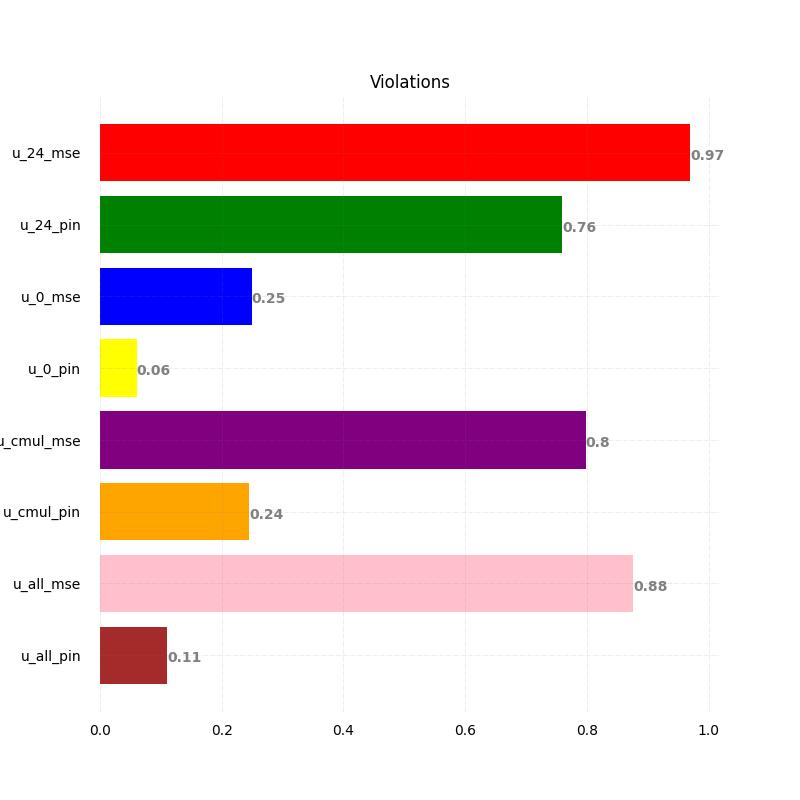 Violations
u_24_mse
0.97
u_24_pin
0.76
u_0_mse
0.25
u_0_pin
0.06
u_cmul_mse
0.8
u_cmul_pin
0.24
u_all_mse
0.88
u_all_pin
0.11
0.0 0.2 0.4 0.6 0.8 1.0